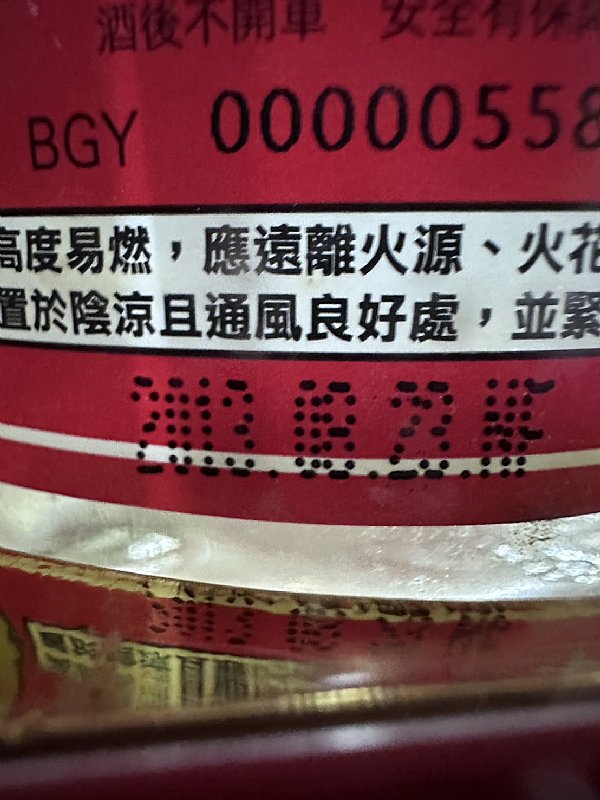 酒後不開車 安全有保
BGY 00000558
高度易燃，應遠離火源、火花
置於陰涼且通風良好處，並緊